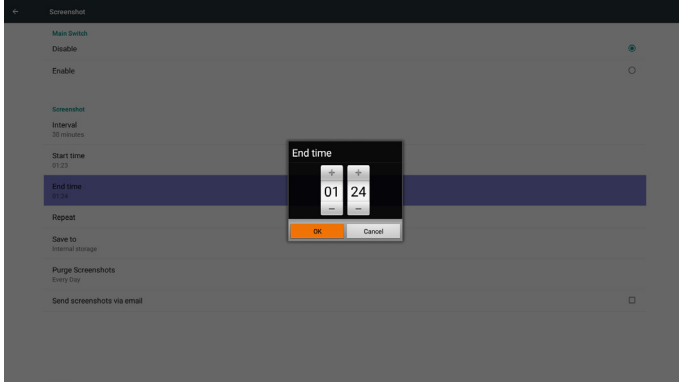 Screenshot
Main Switch
Disable
Enable
Screenshot
Interval
30 minutes
Start time
01:23
End time
01:24
Repeat
Save to
Internal storage
Purge Screenshots
Every Day
Send screenshots via email
End time
+ +
01 24
- -
OK Cancel